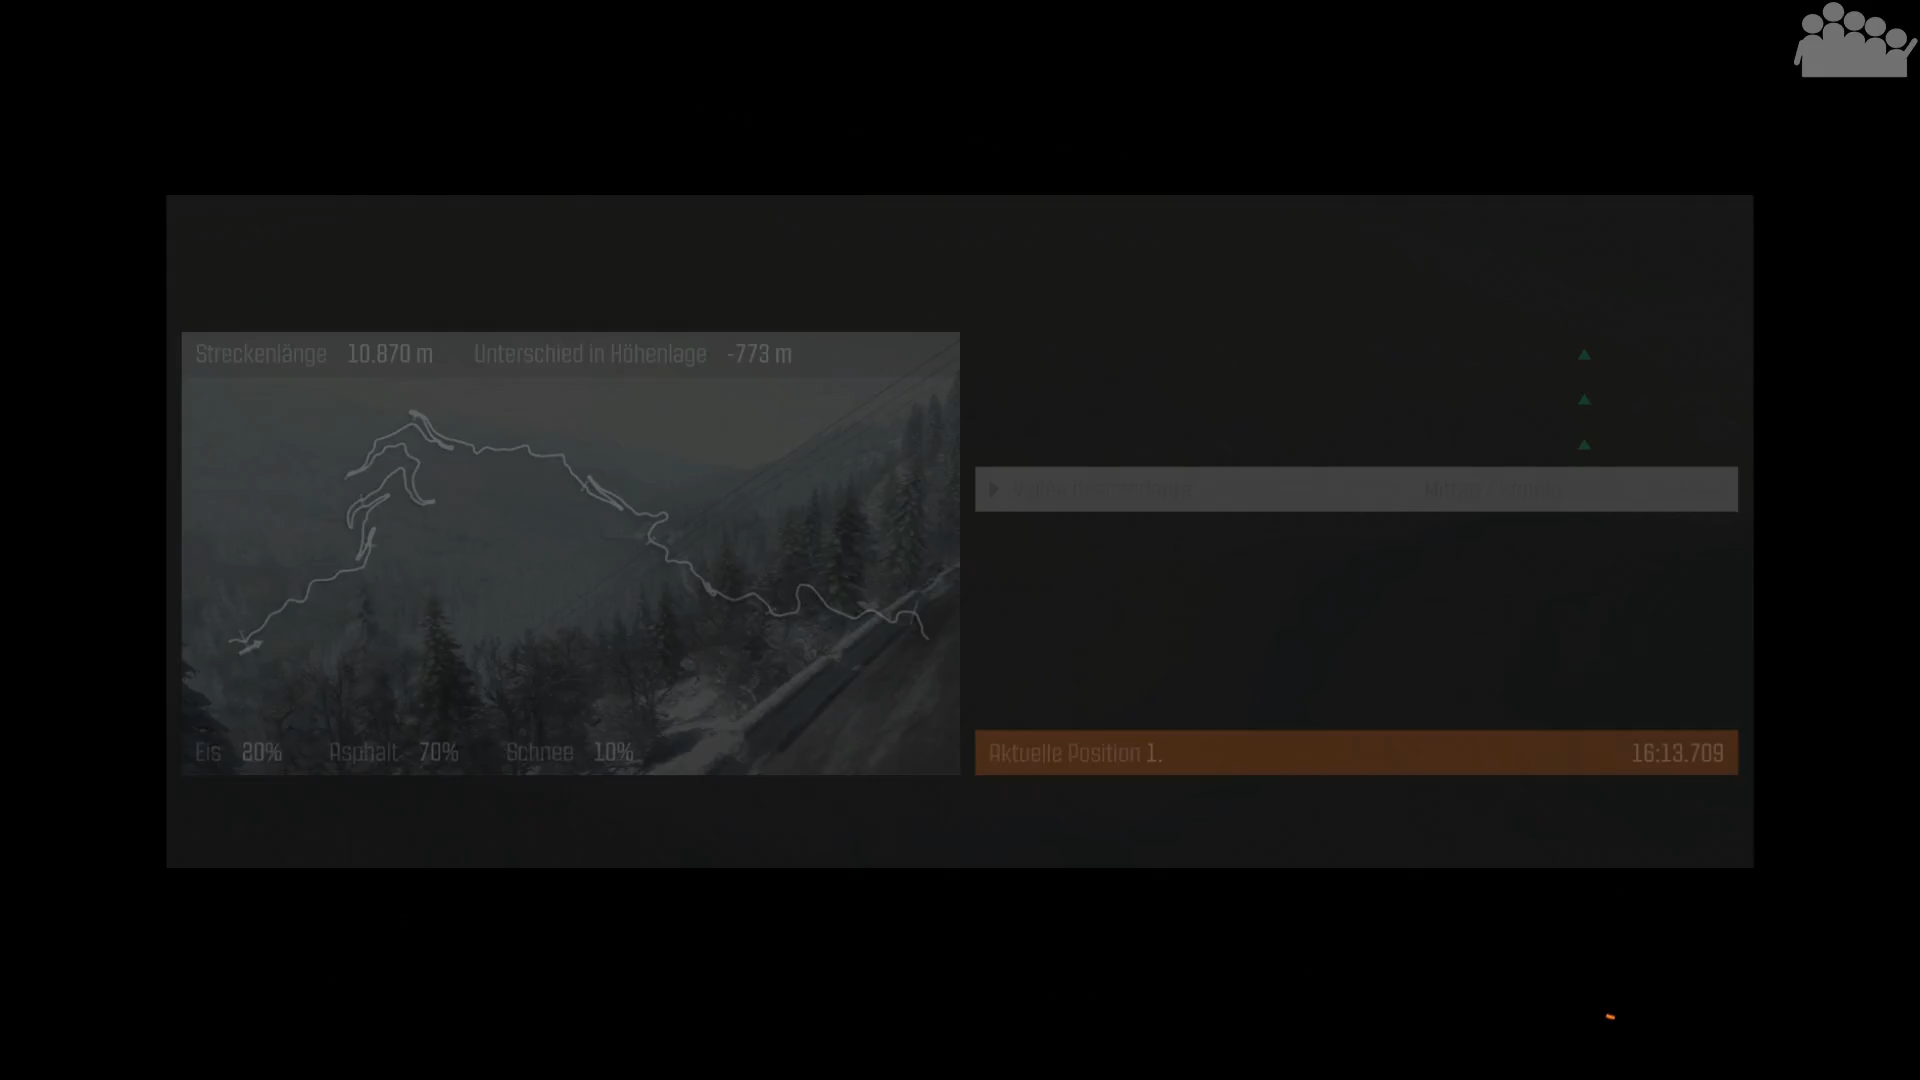 Streckenlänge 10.870 m Unterschied in Höhenlage -773 m
Eis 20% Asphalt 70% Schnee 10%
Aktuelle Position 1. 16:13.709